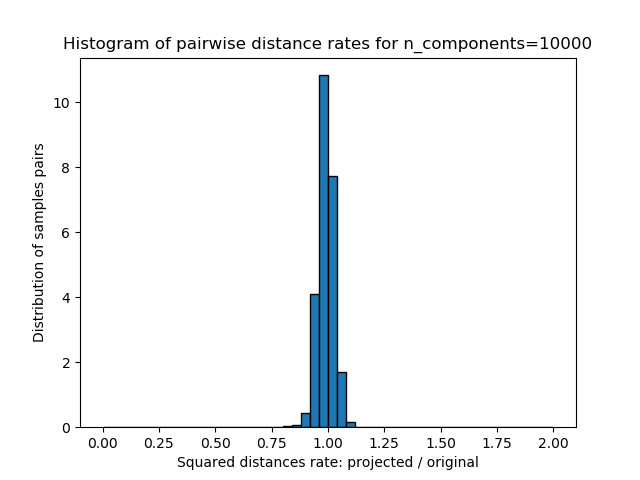 Histogram of pairwise distance rates for n_components=10000
Distribution of samples pairs
10
8
6
4
2
0
0.00 0.25 0.50 0.75 1.00 1.25 1.50 1.75 2.00
Squared distances rate: projected / original